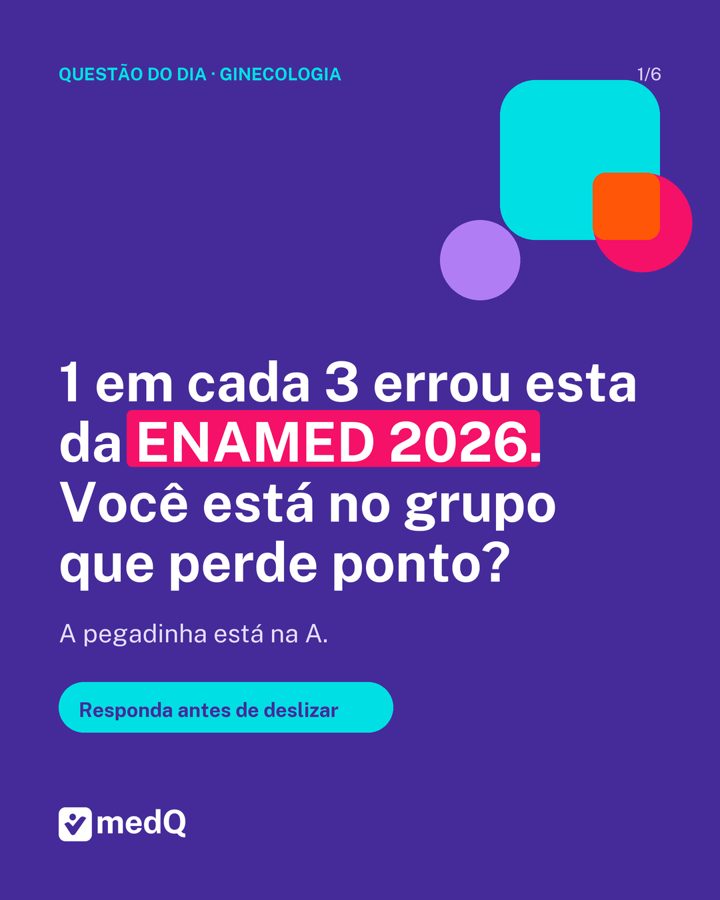 QUESTÃO DO DIA · GINECOLOGIA
1/6
1 em cada 3 errou esta
da ENAMED 2026.
Você está no grupo
que perde ponto?
A pegadinha está na A.
Responda antes de deslizar
medQ